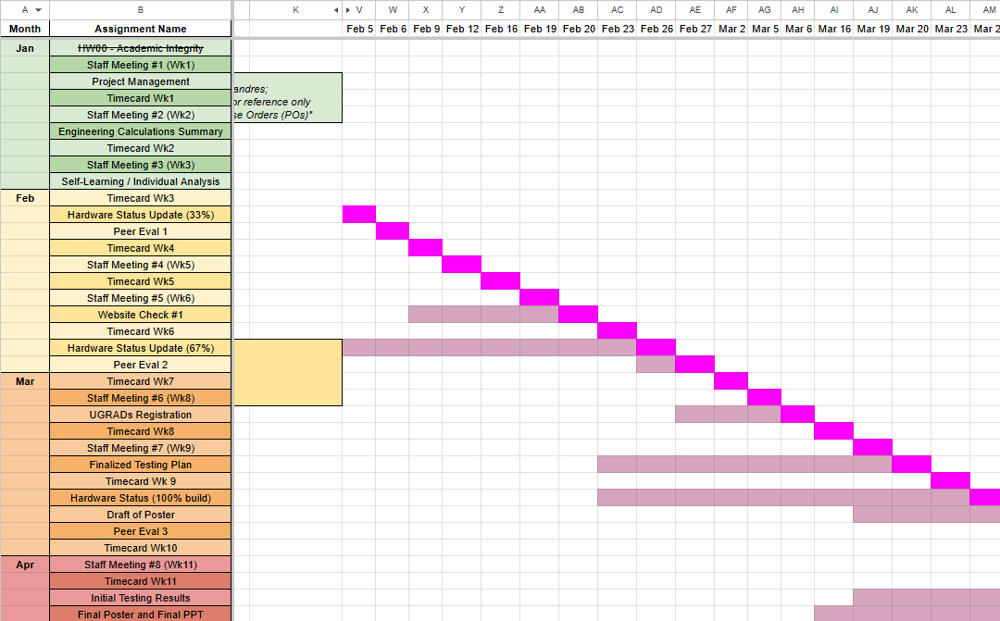 A B K V W X Y Z AA AB AC AD AE AF AG AH AI AJ AK AL AM
Month Assignment Name Feb 5 Feb 6 Feb 9 Feb 12 Feb 16 Feb 19 Feb 20 Feb 23 Feb 26 Feb 27 Mar 2 Mar 5 Mar 6 Mar 16 Mar 19 Mar 20 Mar 23 Mar 2
Jan HW00 - Academic Integrity
Staff Meeting #1 (Wk1)
Project Management
andres;
Timecard Wk1
or reference only
Staff Meeting #2 (Wk2)
se Orders (POs)"
Engineering Calculations Summary
Timecard Wk2
Staff Meeting #3 (Wk3)
Self-Learning / Individual Analysis
Feb Timecard Wk3
Hardware Status Update (33%)
Peer Eval 1
Timecard Wk4
Staff Meeting #4 (Wk5)
Timecard Wk5
Staff Meeting #5 (Wk6)
Website Check #1
Timecard Wk6
Hardware Status Update (67%)
Peer Eval 2
Mar Timecard Wk7
Staff Meeting #6 (Wk8)
UGRADs Registration
Timecard Wk8
Staff Meeting #7 (Wk9)
Finalized Testing Plan
Timecard Wk 9
Hardware Status (100% build)
Draft of Poster
Peer Eval 3
Timecard Wk10
Apr Staff Meeting #8 (Wk11)
Timecard Wk11
Initial Testing Results
Final Poster and Final PPT